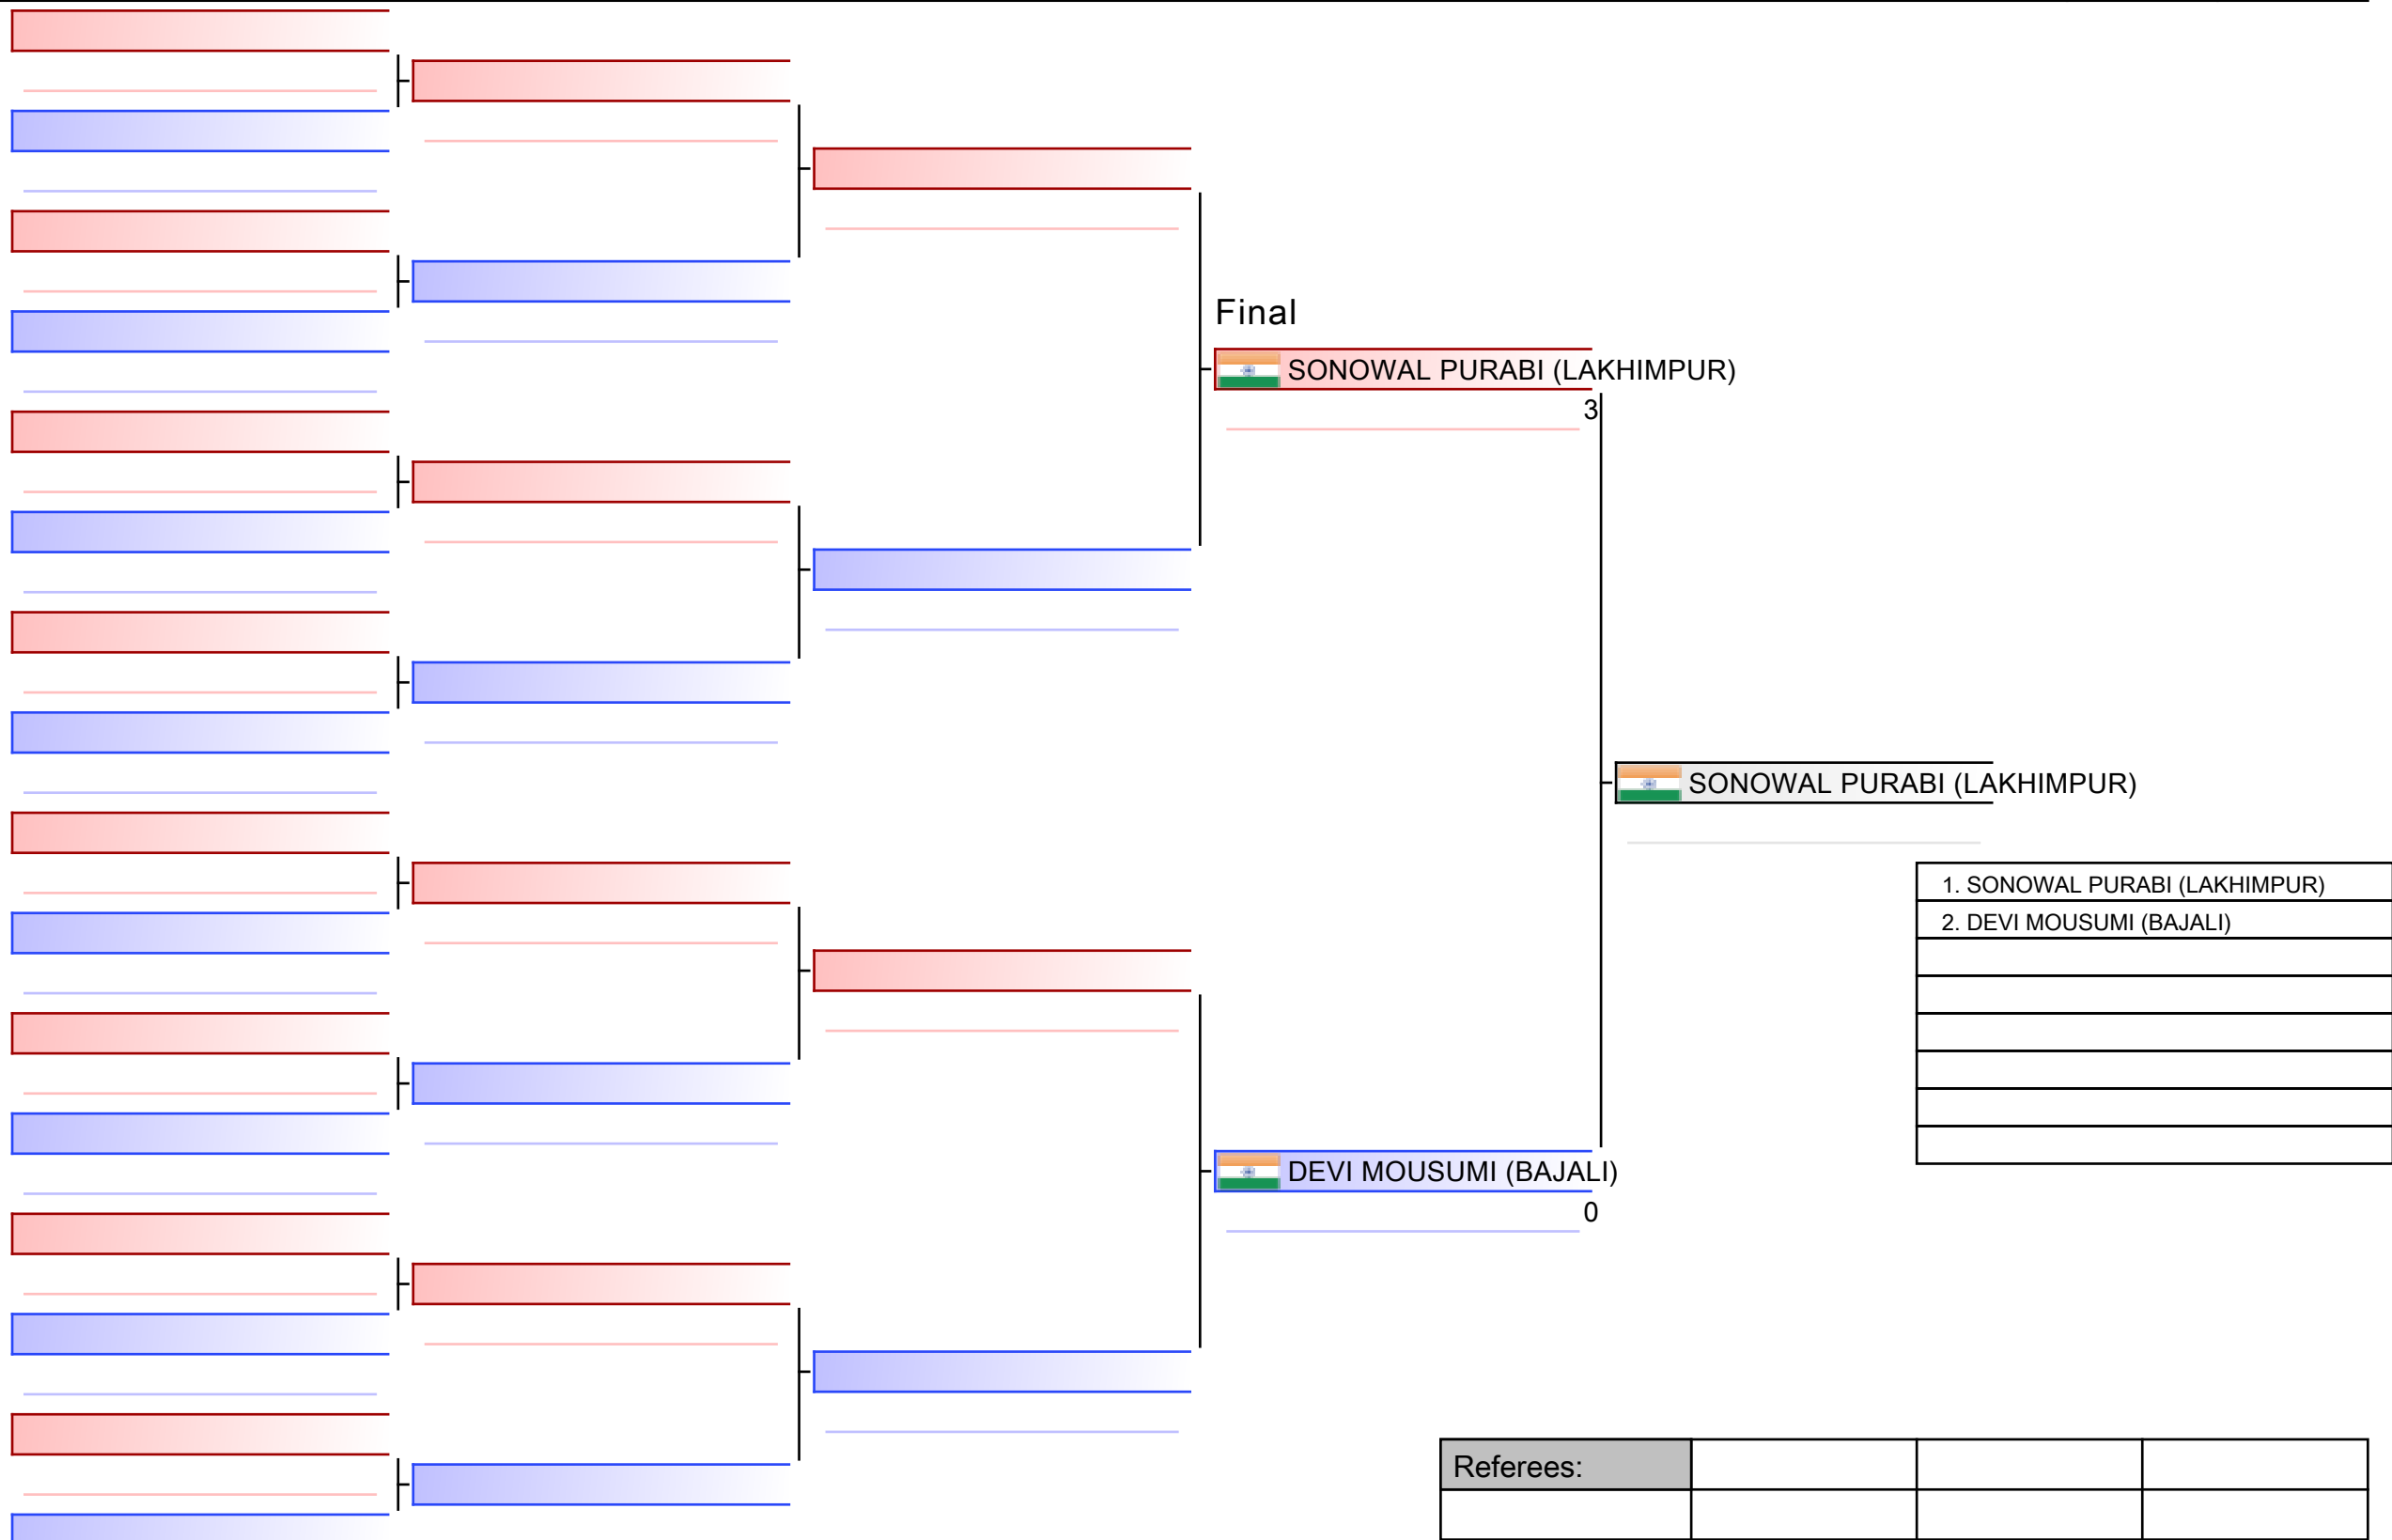 Final
SONOWAL PURABI (LAKHIMPUR)
3
SONOWAL PURABI (LAKHIMPUR)
1. SONOWAL PURABI (LAKHIMPUR)
2. DEVI MOUSUMI (BAJALI)
DEVI MOUSUMI (BAJALI)
0
Referees: